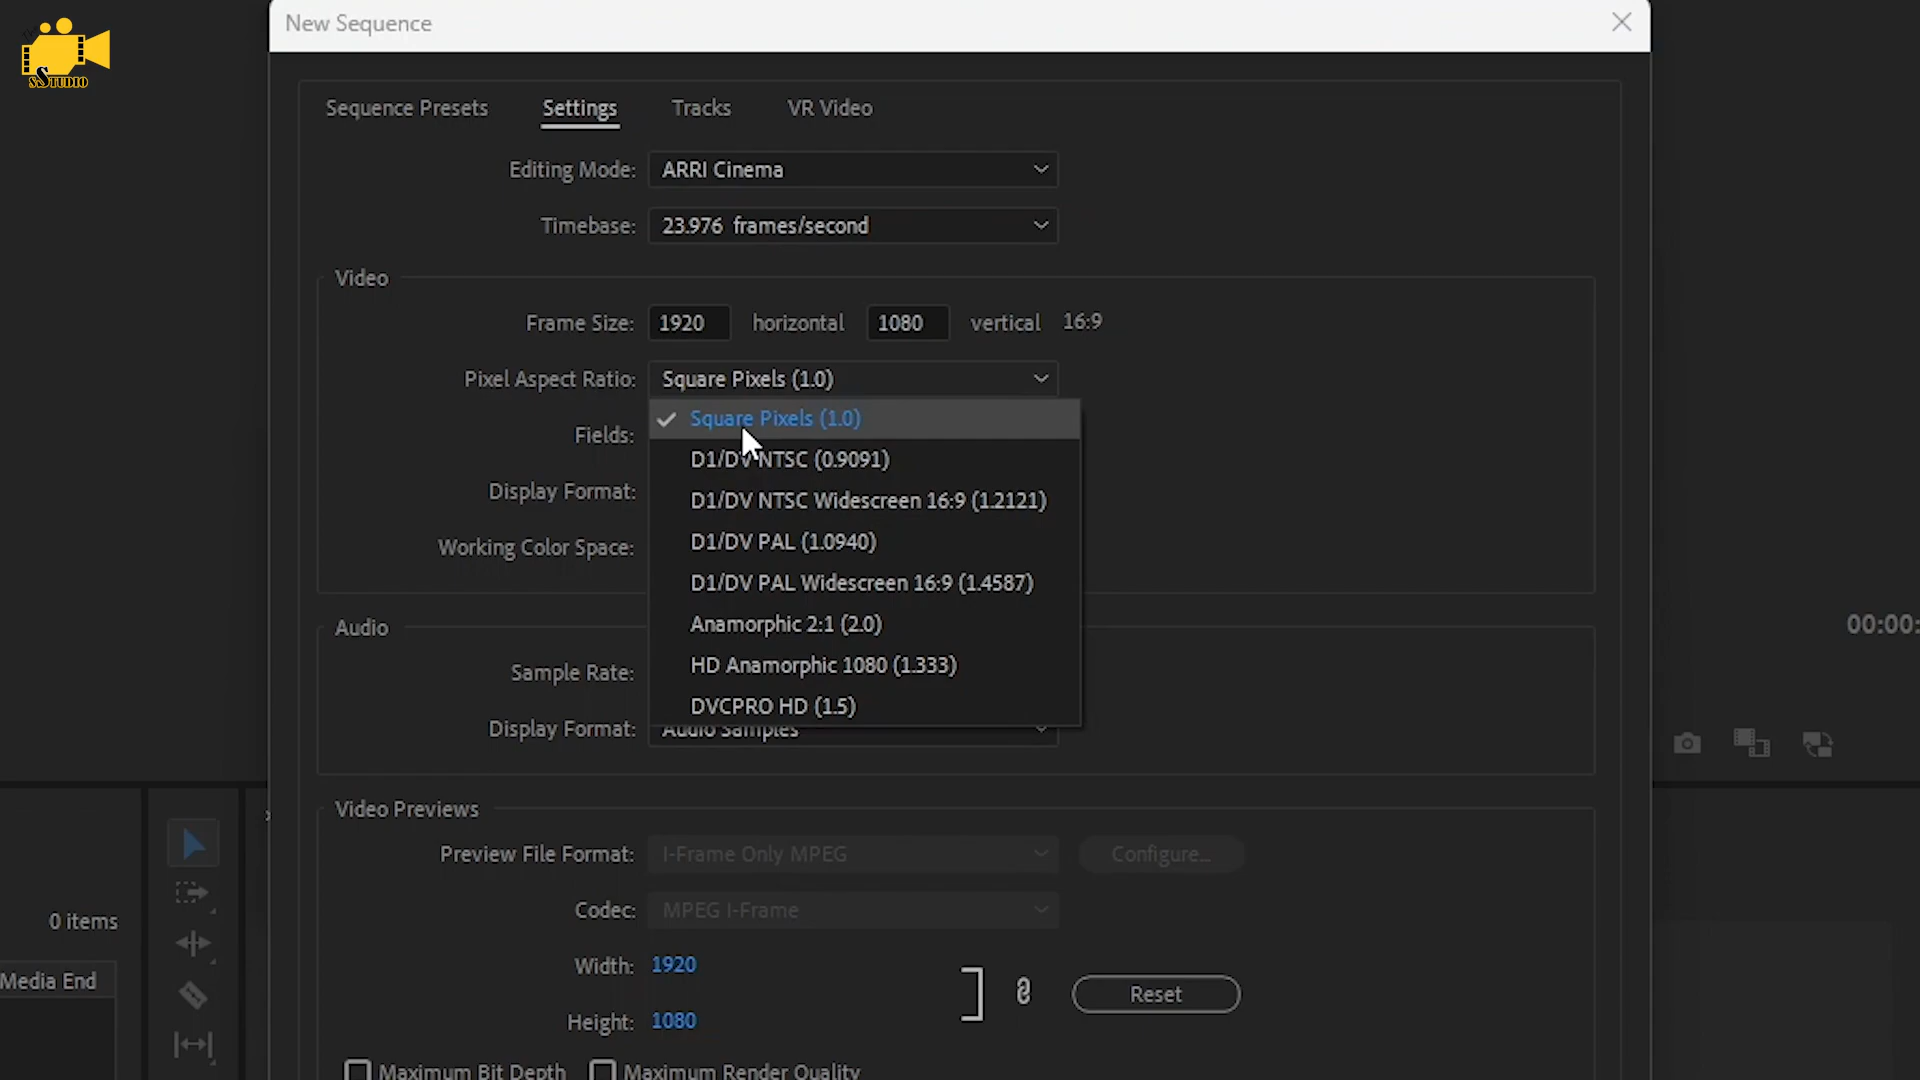 SSTUDIO
New Sequence
Sequence Presets Settings Tracks VR Video
Editing Mode: ARRI Cinema
Timebase: 23.976 frames/second
Video
Frame Size: 1920 horizontal 1080 vertical 16:9
Pixel Aspect Ratio: Square Pixels (1.0)
Square Pixels (1.0)
Fields:
D1/DV NTSC (0.9091)
Display Format:
D1/DV NTSC Widescreen 16:9 (1.2121)
Working Color Space:
D1/DV PAL (1.0940)
D1/DV PAL Widescreen 16:9 (1.4587)
Audio
Anamorphic 2:1 (2.0)
00:00:
Sample Rate:
HD Anamorphic 1080 (1.333)
DVCPRO HD (1.5)
Display Format: Audio Samples
Video Previews
Preview File Format: I-Frame Only MPEG Configure...
Codec: MPEG I-Frame
0 items
Width: 1920
Media End
Reset
Height: 1080
Maximum Bit Depth Maximum Render Quality